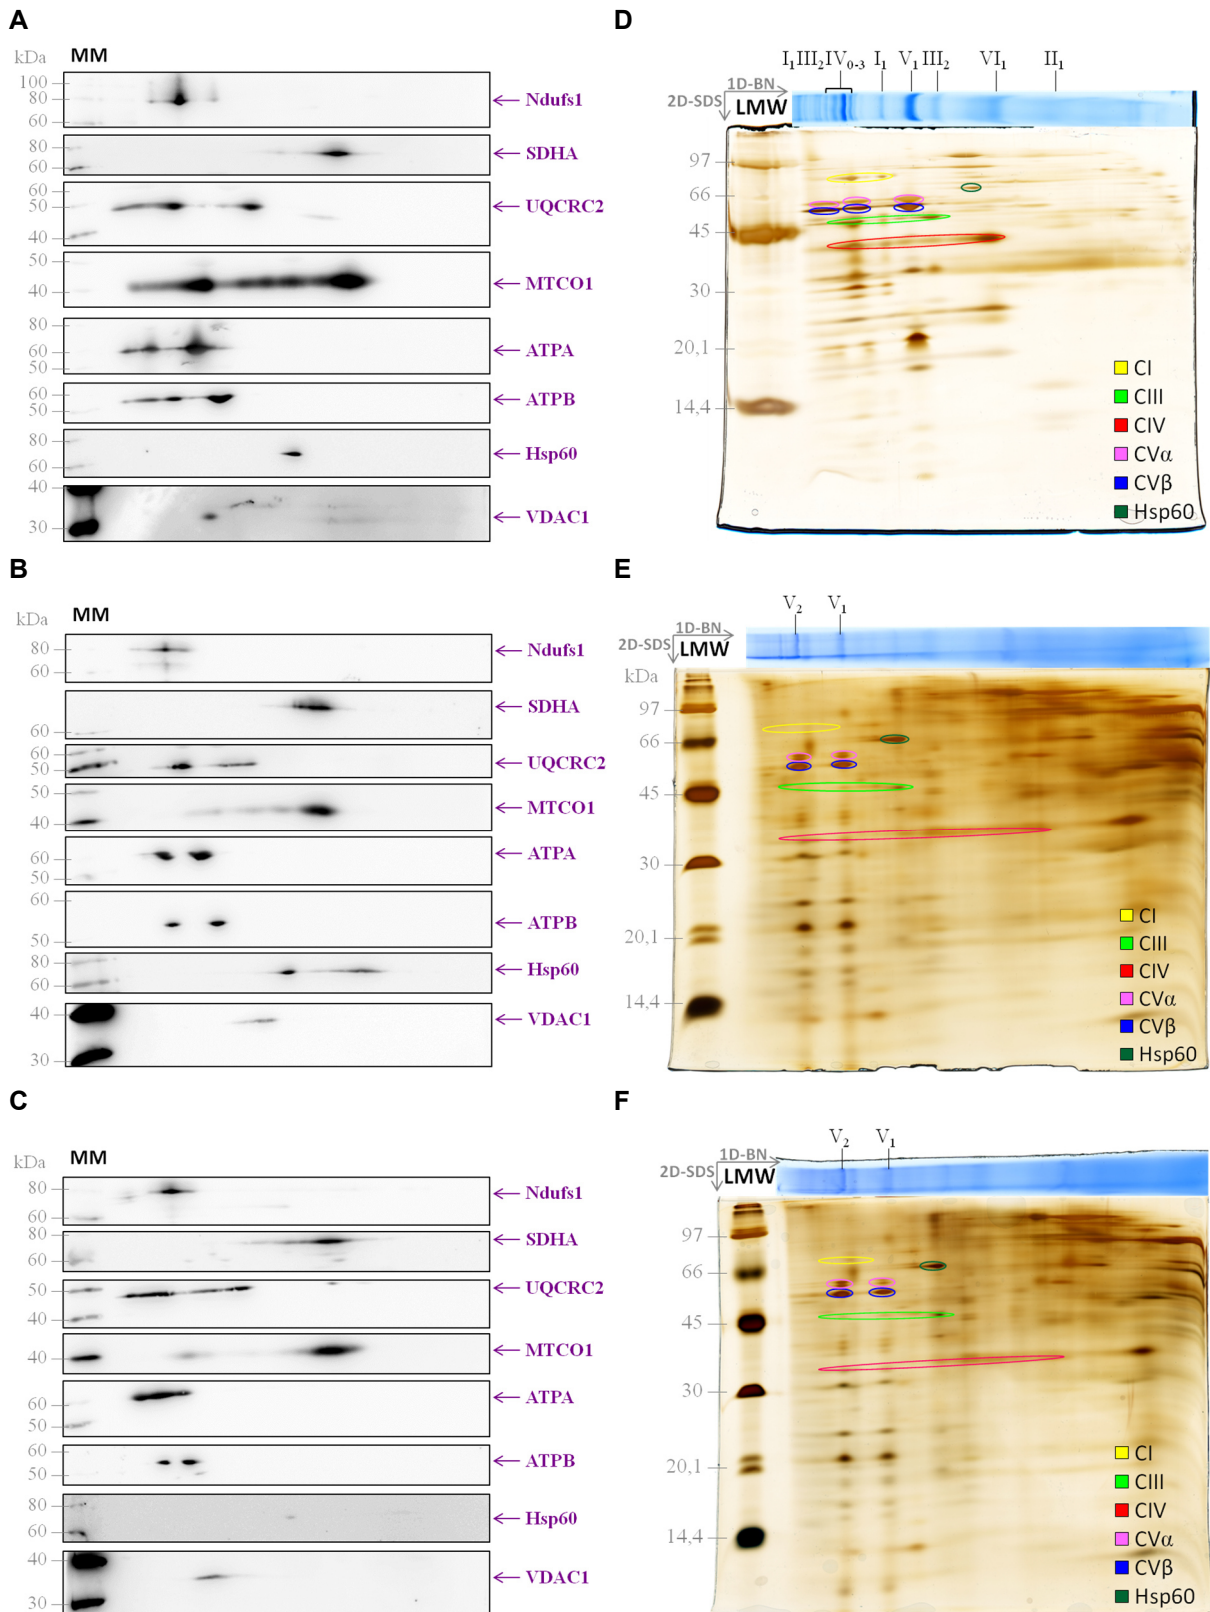 A
kDa MM
100
80
60
Ndufs1
80
60
SDHA
60
50
40
UQCRC2
50
40
MTCO1
80
60
50
ATPA
60
50
ATPB
80
60
Hsp60
40
30
VDAC1
B
kDa MM
80
60
Ndufs1
60
SDHA
60
50
UQCRC2
50
40
MTCO1
60
50
ATPA
60
50
ATPB
80
60
Hsp60
40
30
VDAC1
C
kDa MM
80
60
Ndufs1
80
60
SDHA
50
40
UQCRC2
40
MTCO1
60
50
ATPA
60
50
ATPB
80
60
Hsp60
40
30
VDAC1
D
I₁III₂IV₀₋₃ I₁ V₁ III₂ VI₁ II₁
1D-BN
2D-SDS LMW
97
66
45
30
20,1
14,4
CI
CIII
CIV
CVα
CVβ
Hsp60
E
V₂ V₁
1D-BN
2D-SDS LMW
kDa
97
66
45
30
20,1
14,4
CI
CIII
CIV
CVα
CVβ
Hsp60
F
V₂ V₁
1D-BN
2D-SDS LMW
97
66
45
30
20,1
14,4
CI
CIII
CIV
CVα
CVβ
Hsp60